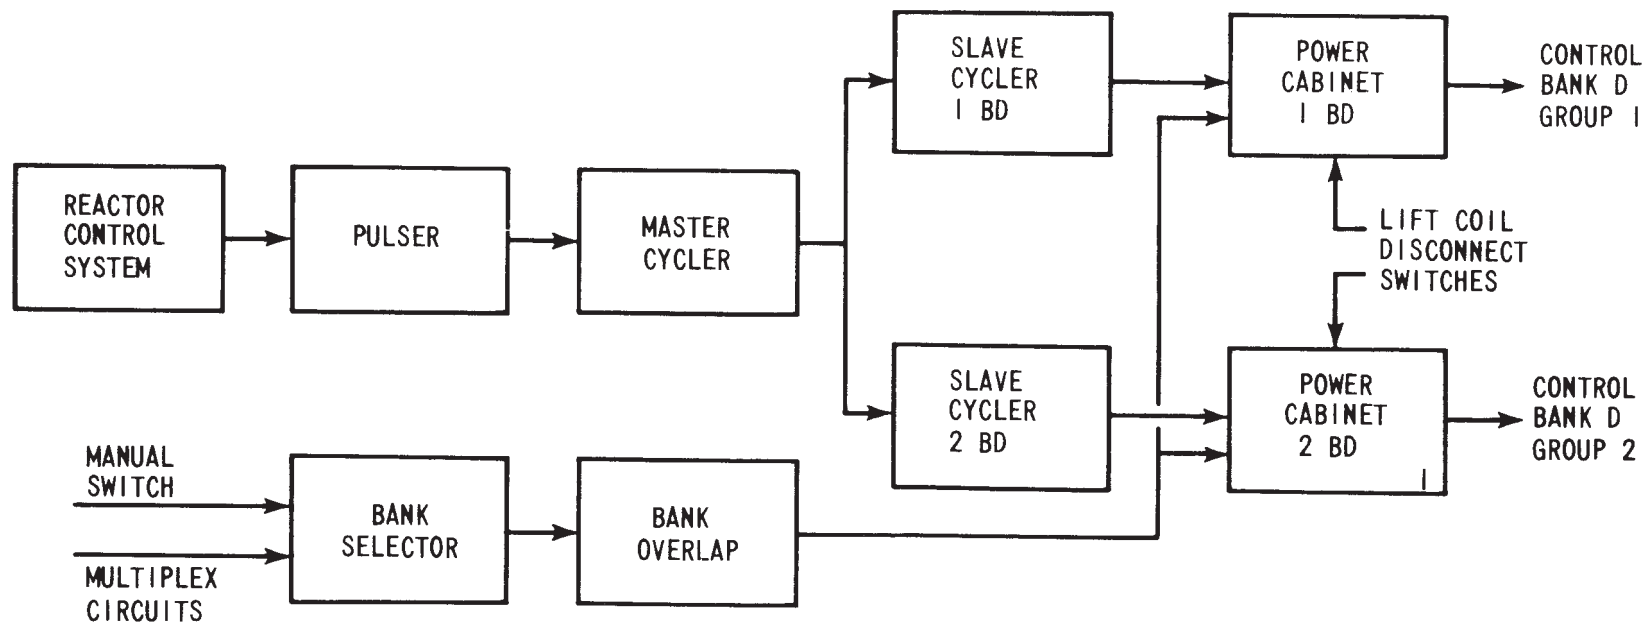 SLAVE
CYCLER
1 BD
POWER
CABINET
1 BD
CONTROL
BANK D
GROUP 1
REACTOR
CONTROL
SYSTEM
PULSER
MASTER
CYCLER
LIFT COIL
DISCONNECT
SWITCHES
SLAVE
CYCLER
2 BD
POWER
CABINET
2 BD
CONTROL
BANK D
GROUP 2
MANUAL
SWITCH
BANK
SELECTOR
BANK
OVERLAP
MULTIPLEX
CIRCUITS